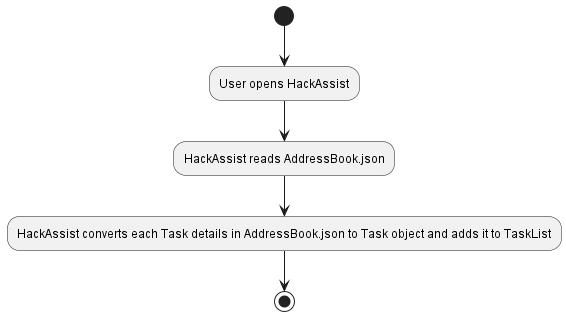 User opens HackAssist
HackAssist reads AddressBook.json
HackAssist converts each Task details in AddressBook.json to Task object and adds it to TaskList